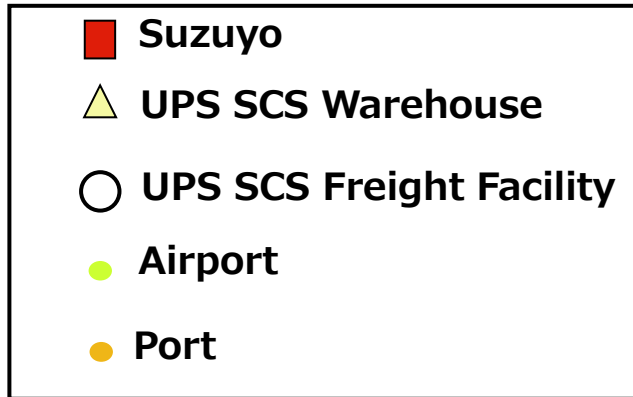 Suzuyo
UPS SCS Warehouse
UPS SCS Freight Facility
Airport
Port